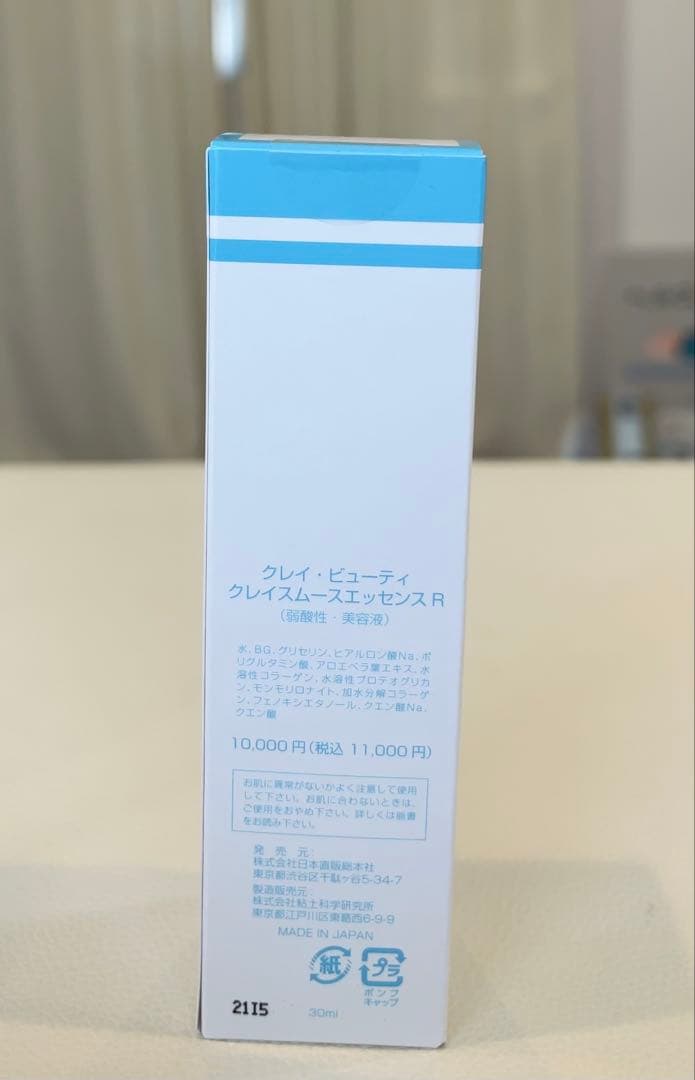 クレイ・ビューティ
クレイスムースエッセンス R
（弱酸性・美容液）
水、B.G、グリセリン、ヒアルロン酸Na、ポ
リグルタミン酸、アロエベラ葉エキス、水
溶性コラーゲン、水溶性プロテオグリカ
ン、モンモリロナイト、加水分解コラーゲ
ン、フェノキシエタノール、クエン酸Na、
クエン酸
10,000円（税込 11,000円）
お肌に異常がないかよく注意して使用
して下さい。お肌に合わないときは、
ご使用をおやめ下さい。詳しくは能書
をお読み下さい。
発 売 元：
株式会社日本直販総本社
東京都渋谷区千駄ヶ谷5-34-7
製造販売元：
株式会社粘土科学研究所
東京都江戸川区東葛西6-9-9
MADE IN JAPAN
紙 プラ
ポンプ
キャップ
21I5 30ml